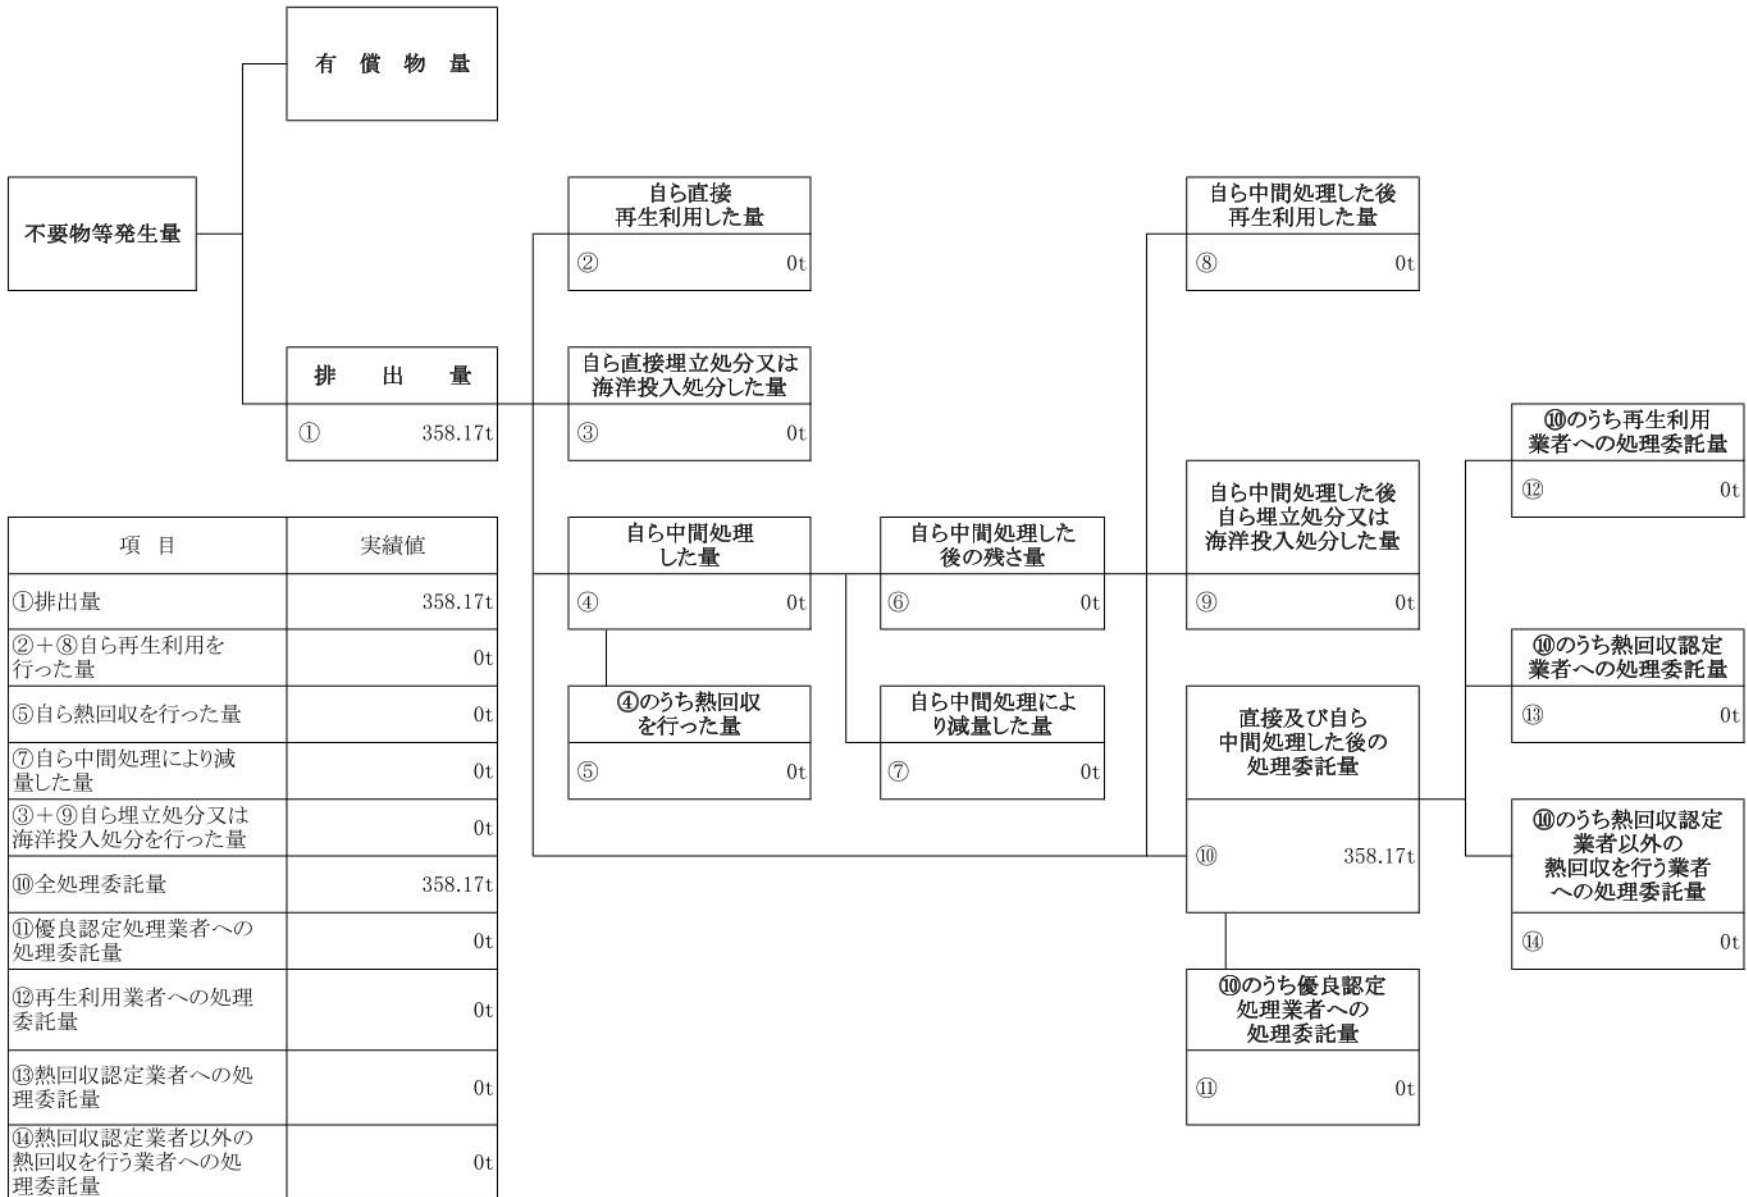 有償物量
不要物等発生量
自ら直接
再生利用した量
② 0t
自ら中間処理した後
再生利用した量
⑧ 0t
排出量
① 358.17t
自ら直接埋立処分又は
海洋投入処分した量
③ 0t
⑩のうち再生利用
業者への処理委託量
⑫ 0t
自ら中間処理した後
自ら埋立処分又は
海洋投入処分した量
⑨ 0t
自ら中間処理
した量
④ 0t
自ら中間処理した
後の残さ量
⑥ 0t
⑩のうち熱回収認定
業者への処理委託量
⑬ 0t
④のうち熱回収
を行った量
⑤ 0t
自ら中間処理によ
り減量した量
⑦ 0t
直接及び自ら
中間処理した後の
処理委託量
⑩ 358.17t
⑩のうち熱回収認定
業者以外の
熱回収を行う業者
への処理委託量
⑭ 0t
⑩のうち優良認定
処理業者への
処理委託量
⑪ 0t
項目 実績値
①排出量 358.17t
②+⑧自ら再生利用を
行った量 0t
⑤自ら熱回収を行った量 0t
⑦自ら中間処理により減
量した量 0t
③+⑨自ら埋立処分又は
海洋投入処分を行った量 0t
⑩全処理委託量 358.17t
⑪優良認定処理業者への
処理委託量 0t
⑫再生利用業者への処理
委託量 0t
⑬熱回収認定業者への処
理委託量 0t
⑭熱回収認定業者以外の
熱回収を行う業者への処
理委託量 0t